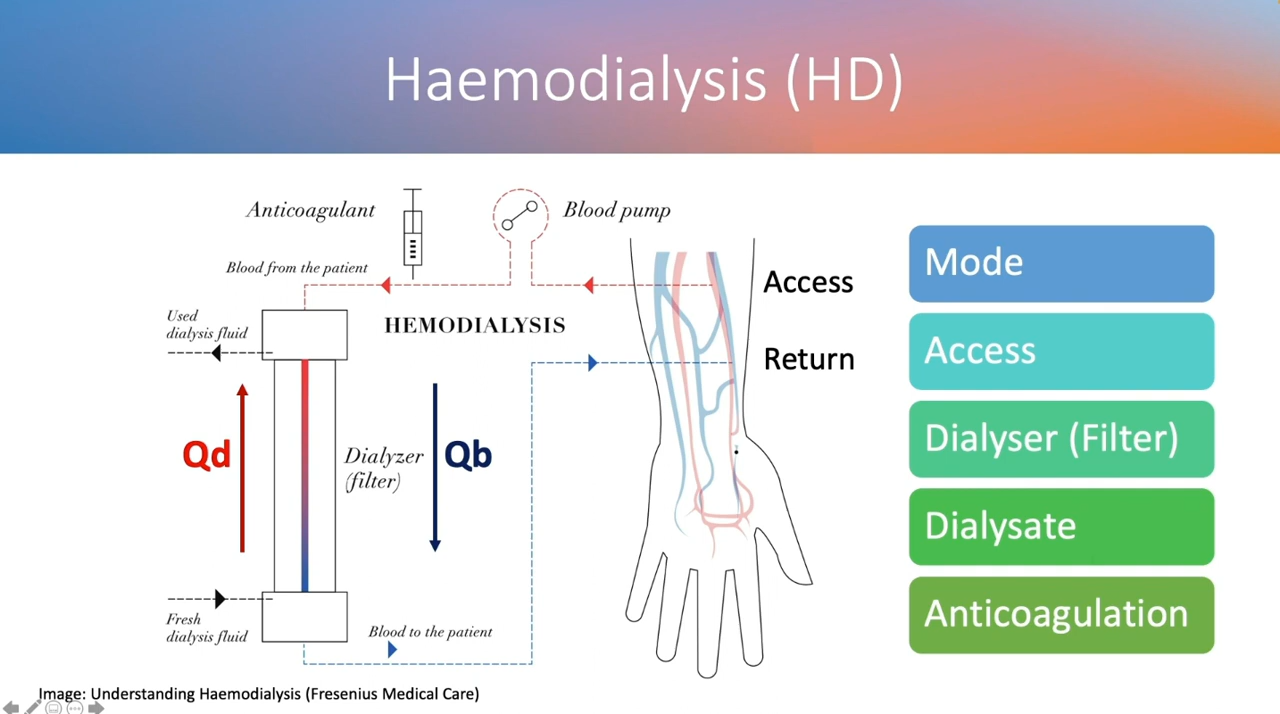 Haemodialysis (HD)
Anticoagulant
Blood pump
Blood from the patient
Access
Used
dialysis fluid
HEMODIALYSIS
Return
Qd
Dialyzer
(filter)
Qb
Fresh
dialysis fluid
Blood to the patient
Mode
Access
Dialyser (Filter)
Dialysate
Anticoagulation
Image: Understanding Haemodialysis (Fresenius Medical Care)